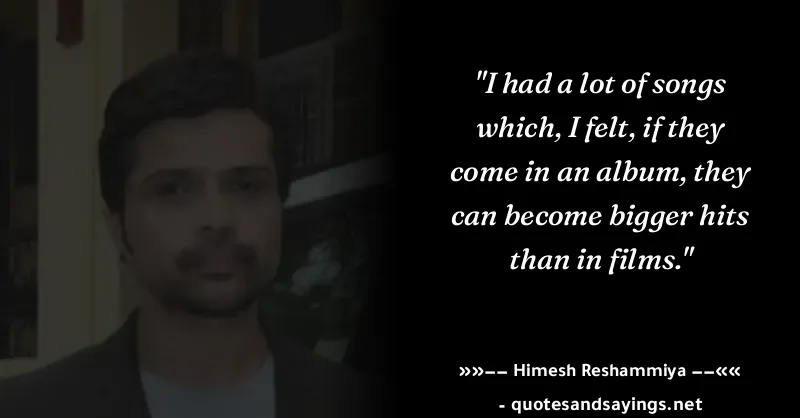 "I had a lot of songs
which, I felt, if they
come in an album, they
can become bigger hits
than in films."
»»−− Himesh Reshammiya −−««
- quotesandsayings.net